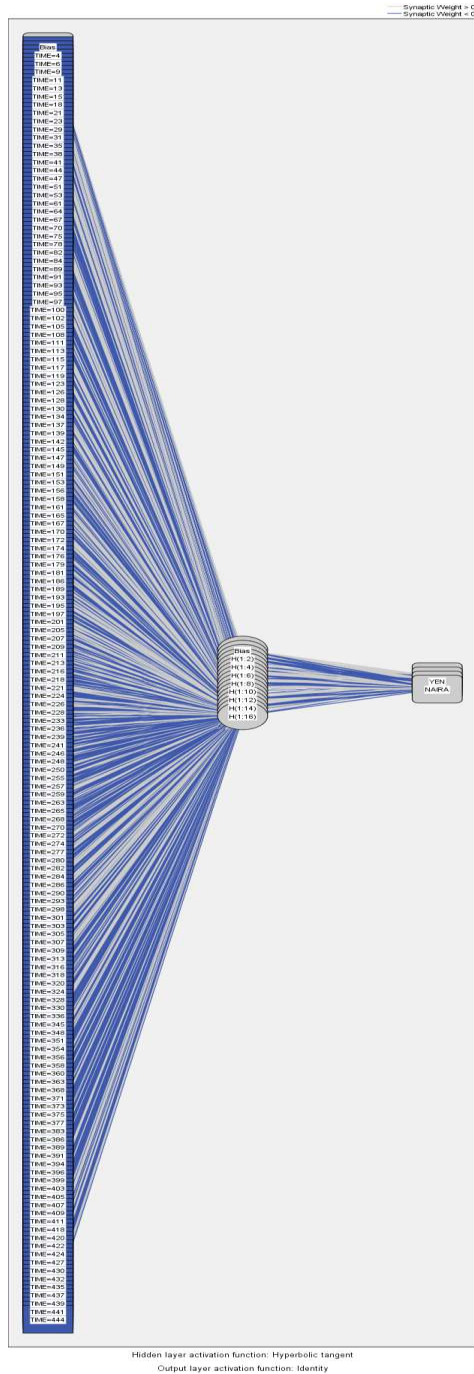 Synaptic Weight > 0
Synaptic Weight < 0
Bias
TIME=4
TIME=6
TIME=9
TIME=11
TIME=13
TIME=15
TIME=18
TIME=21
TIME=23
TIME=29
TIME=31
TIME=35
TIME=38
TIME=41
TIME=44
TIME=47
TIME=51
TIME=53
TIME=61
TIME=64
TIME=67
TIME=70
TIME=75
TIME=78
TIME=82
TIME=84
TIME=89
TIME=91
TIME=93
TIME=95
TIME=97
TIME=100
TIME=102
TIME=105
TIME=108
TIME=111
TIME=113
TIME=115
TIME=117
TIME=119
TIME=123
TIME=126
TIME=128
TIME=130
TIME=134
TIME=137
TIME=139
TIME=142
TIME=145
TIME=147
TIME=149
TIME=151
TIME=153
TIME=156
TIME=158
TIME=161
TIME=165
TIME=167
TIME=170
TIME=172
TIME=174
TIME=176
TIME=179
TIME=181
TIME=186
TIME=189
TIME=193
TIME=195
TIME=197
TIME=201
TIME=205
TIME=207
TIME=209
TIME=211
TIME=213
TIME=216
TIME=218
TIME=221
TIME=224
TIME=226
TIME=228
TIME=233
TIME=236
TIME=239
TIME=241
TIME=246
TIME=248
TIME=250
TIME=255
TIME=257
TIME=259
TIME=263
TIME=265
TIME=268
TIME=270
TIME=272
TIME=274
TIME=277
TIME=280
TIME=282
TIME=284
TIME=286
TIME=290
TIME=293
TIME=298
TIME=301
TIME=303
TIME=305
TIME=307
TIME=309
TIME=313
TIME=316
TIME=318
TIME=320
TIME=324
TIME=328
TIME=330
TIME=336
TIME=345
TIME=348
TIME=351
TIME=354
TIME=356
TIME=358
TIME=360
TIME=363
TIME=368
TIME=371
TIME=373
TIME=375
TIME=377
TIME=383
TIME=386
TIME=389
TIME=391
TIME=394
TIME=396
TIME=399
TIME=403
TIME=405
TIME=407
TIME=409
TIME=411
TIME=418
TIME=420
TIME=422
TIME=424
TIME=427
TIME=430
TIME=432
TIME=435
TIME=437
TIME=439
TIME=441
TIME=444
Bias
H(1:2)
H(1:4)
H(1:6)
H(1:8)
H(1:10)
H(1:12)
H(1:14)
H(1:16)
YEN
NAIRA
Hidden layer activation function: Hyperbolic tangent
Output layer activation function: Identity